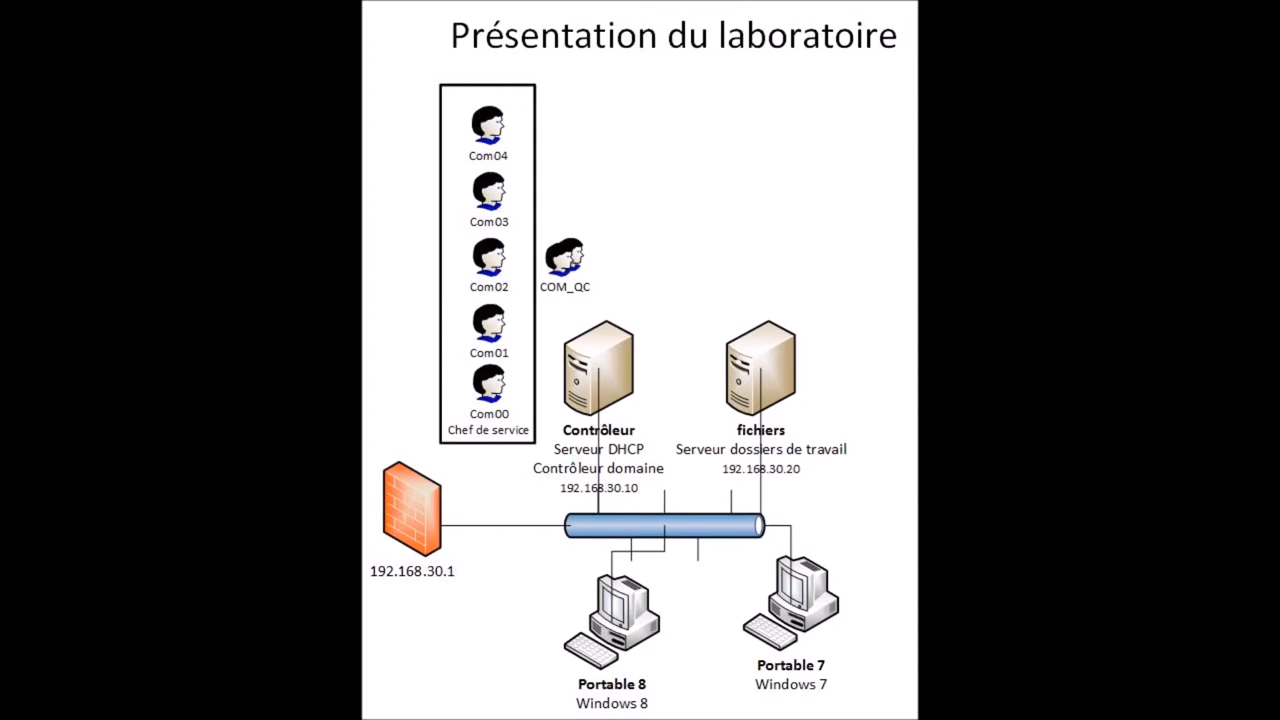 Présentation du laboratoire
Com04
Com03
Com02
COM_QC
Com01
Com00
Chef de service
Contrôleur
Serveur DHCP
Contrôleur domaine
192.168.30.10
fichiers
Serveur dossiers de travail
192.168.30.20
192.168.30.1
Portable 8
Windows 8
Portable 7
Windows 7